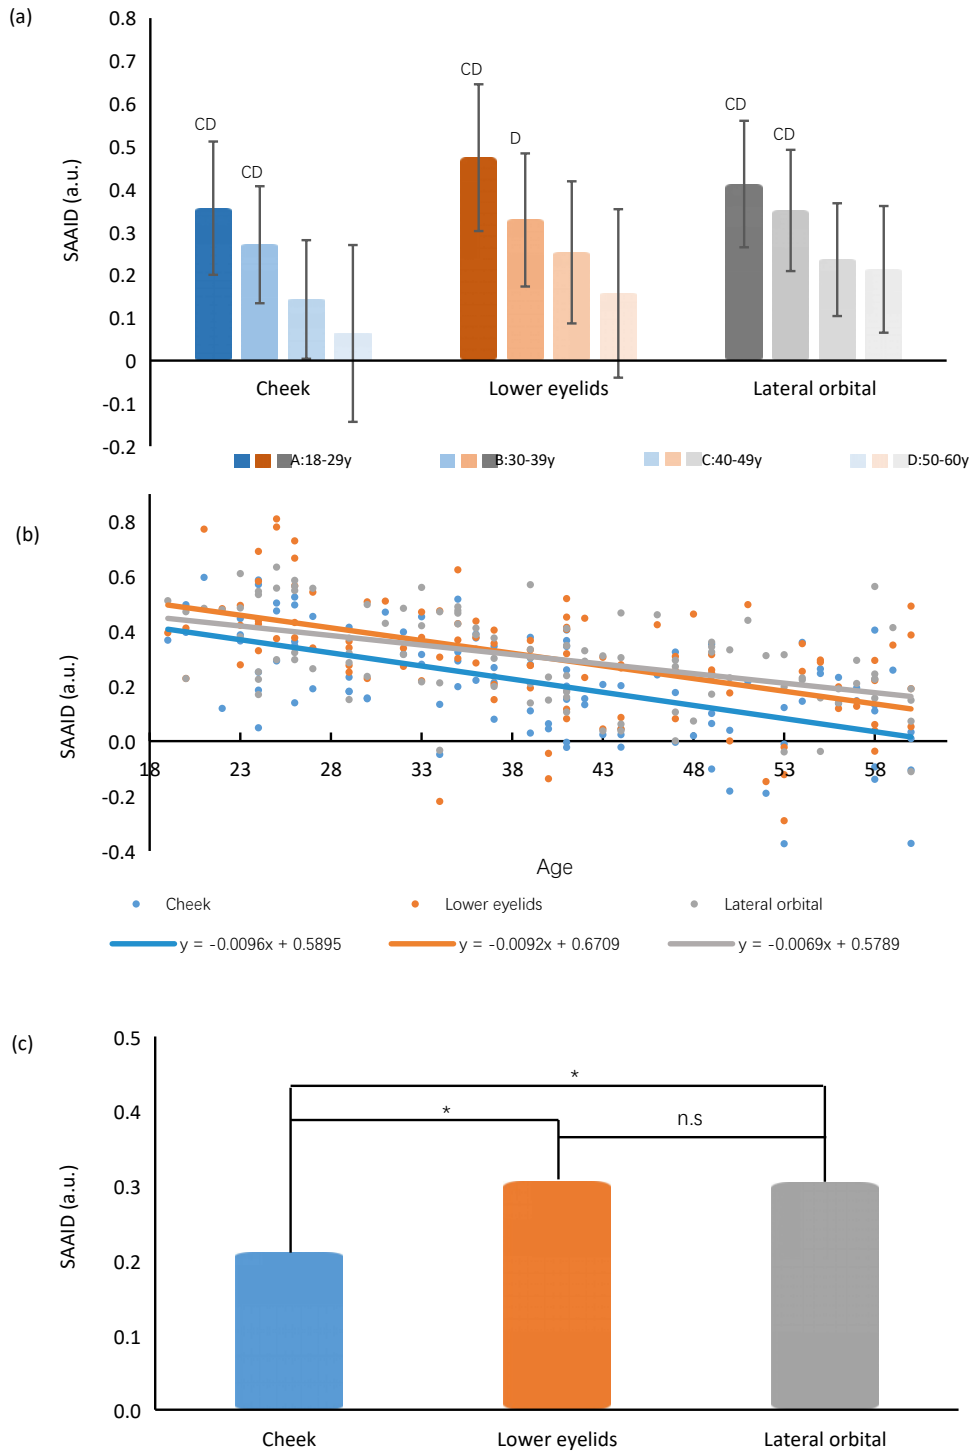 (a)
0.8
0.7
0.6
0.5
0.4
0.3
0.2
0.1
0
-0.1
-0.2
SAAID (a.u.)
CD
CD
CD
D
CD
CD
Cheek
Lower eyelids
Lateral orbital
A:18-29y
B:30-39y
C:40-49y
D:50-60y
(b)
0.8
0.6
0.4
0.2
0.0
-0.2
-0.4
SAAID (a.u.)
18 23 28 33 38 43 48 53 58
Age
Cheek
Lower eyelids
Lateral orbital
y = -0.0096x + 0.5895
y = -0.0092x + 0.6709
y = -0.0069x + 0.5789
(c)
0.5
0.4
0.3
0.2
0.1
0.0
SAAID (a.u.)
*
*
n.s
Cheek
Lower eyelids
Lateral orbital